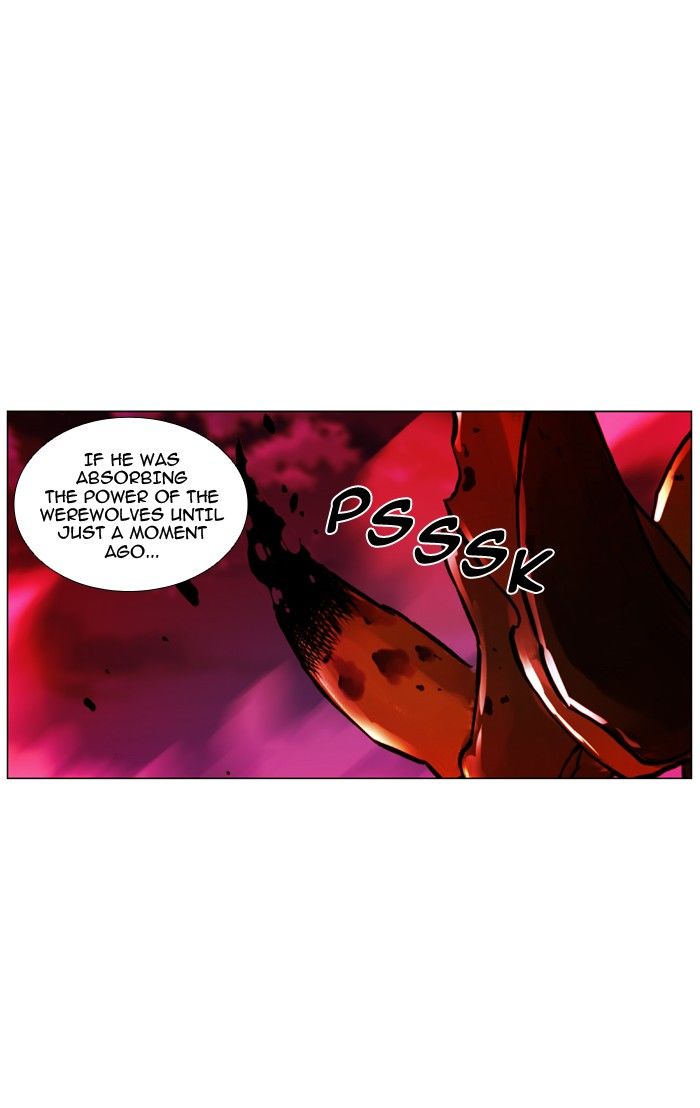 IF HE WAS
ABSORBING
THE POWER OF THE
WEREWOLVES UNTIL
JUST A MOMENT
AGO...
PSSSK